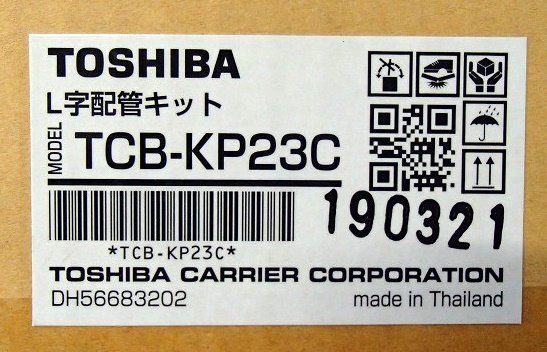 TOSHIBA
L字配管キット
MODEL TCB-KP23C
190321
*TCB-KP23C*
TOSHIBA CARRIER CORPORATION
DH56683202 made in Thailand